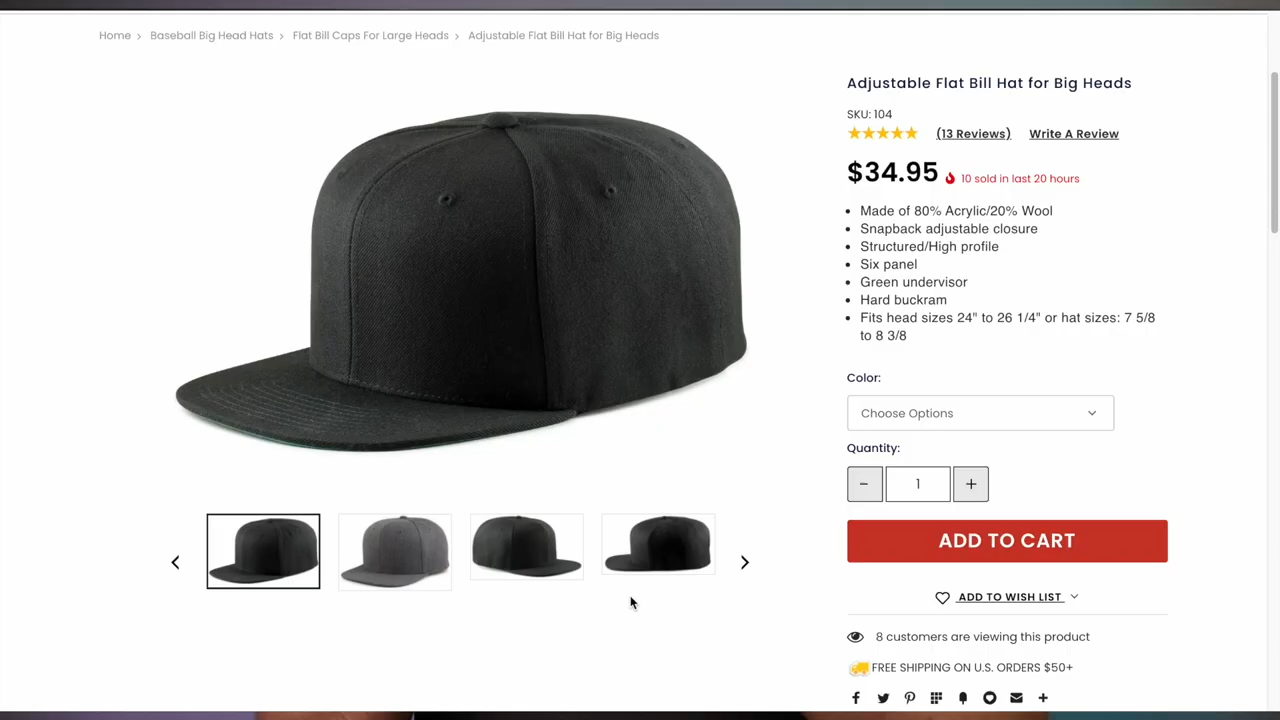 Home > Baseball Big Head Hats > Flat Bill Caps For Large Heads > Adjustable Flat Bill Hat for Big Heads
Adjustable Flat Bill Hat for Big Heads
SKU: 104
(13 Reviews) Write A Review
$34.95 10 sold in last 20 hours
• Made of 80% Acrylic/20% Wool
• Snapback adjustable closure
• Structured/High profile
• Six panel
• Green undervisor
• Hard buckram
• Fits head sizes 24" to 26 1/4" or hat sizes: 7 5/8
to 8 3/8
Color:
Choose Options
Quantity:
- 1 +
ADD TO CART
ADD TO WISH LIST
8 customers are viewing this product
FREE SHIPPING ON U.S. ORDERS $50+